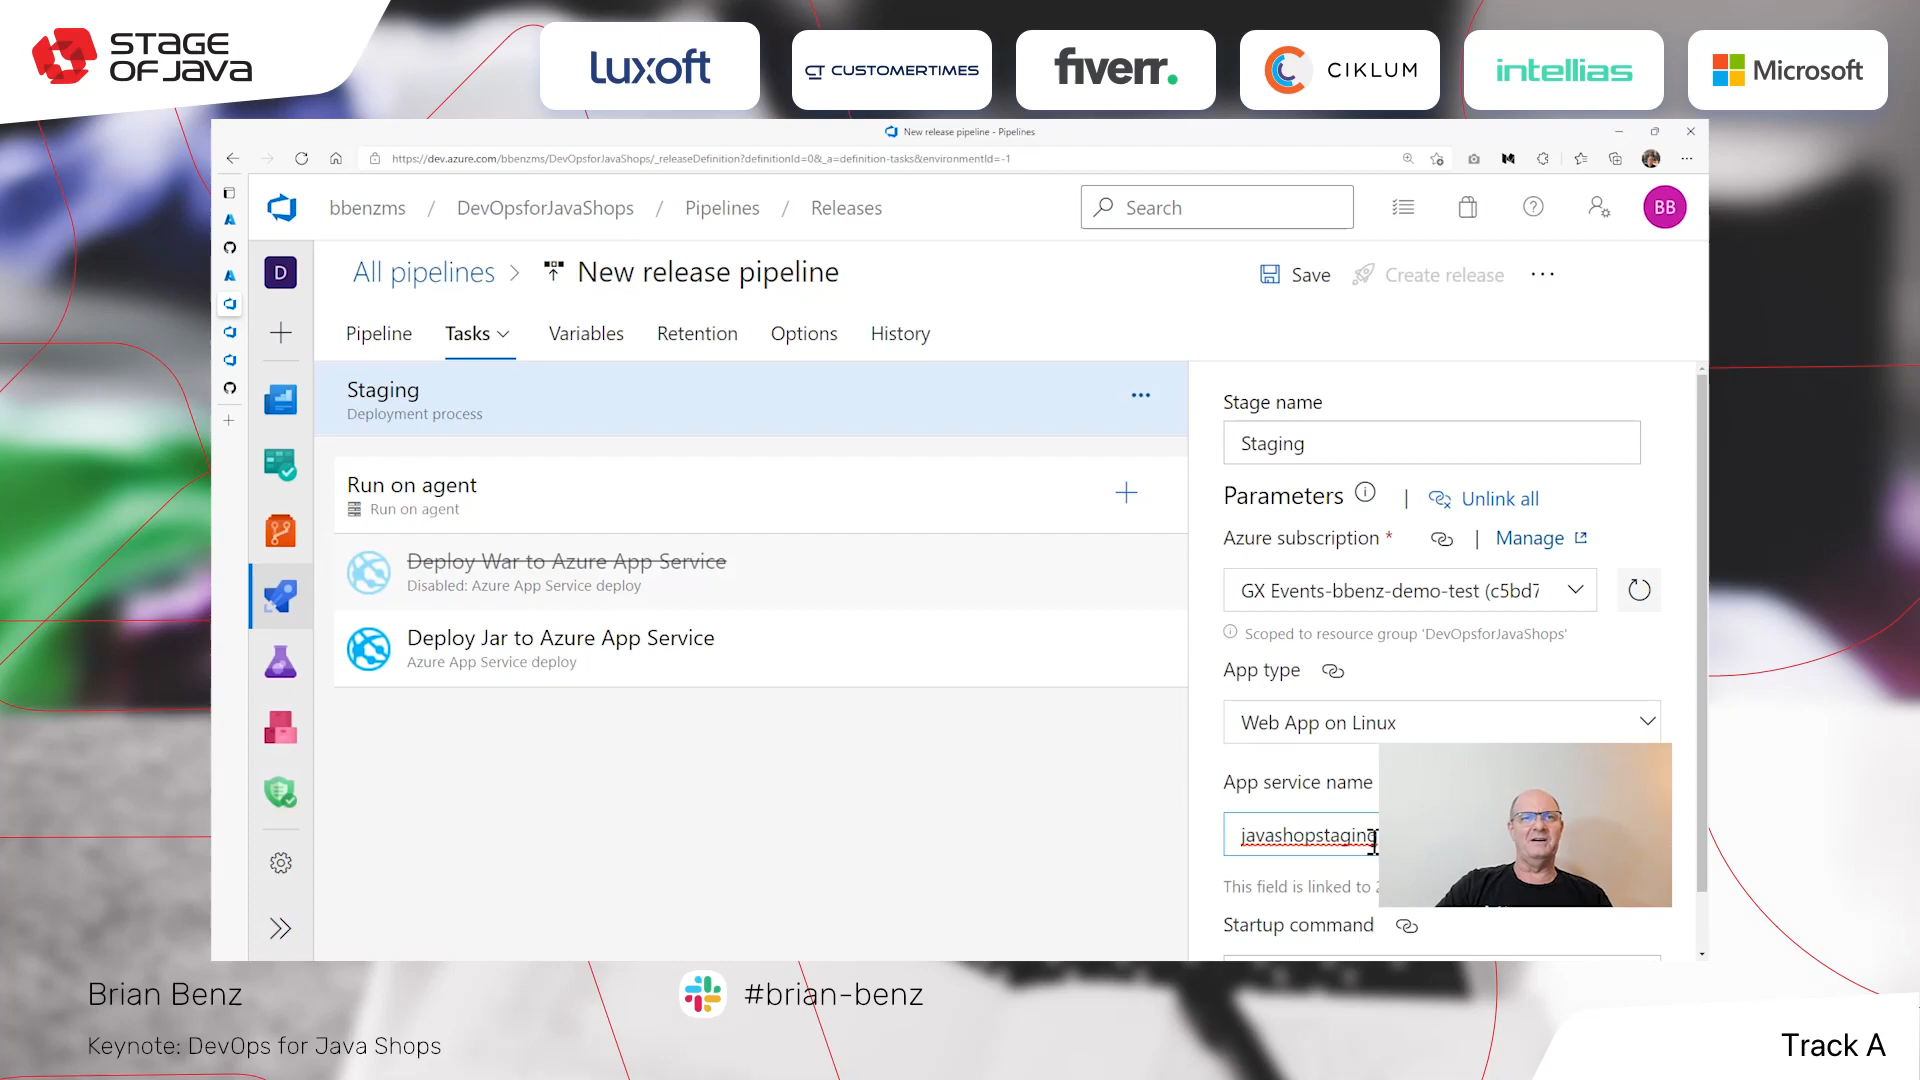 STAGE
OF JAVA
luxoft
CT CUSTOMERTIMES
fiverr.
CIKLUM
intellias
Microsoft
New release pipeline - Pipelines
https://dev.azure.com/bbenzms/DevOpsforJavaShops/_releaseDefinition?definitionId=0&_a=definition-tasks&environmentId=-1
bbenzms / DevOpsforJavaShops / Pipelines / Releases
Search
BB
D
All pipelines > New release pipeline
Save
Create release
Pipeline
Tasks
Variables
Retention
Options
History
Staging
Deployment process
Run on agent
Run on agent
Deploy War to Azure App Service
Disabled: Azure App Service deploy
Deploy Jar to Azure App Service
Azure App Service deploy
Stage name
Staging
Parameters | Unlink all
Azure subscription * | Manage
GX Events-bbenz-demo-test (c5bd7
Scoped to resource group 'DevOpsforJavaShops'
App type
Web App on Linux
App service name
javashopstaging
This field is linked to 2
Startup command
Brian Benz
#brian-benz
Keynote: DevOps for Java Shops
Track A